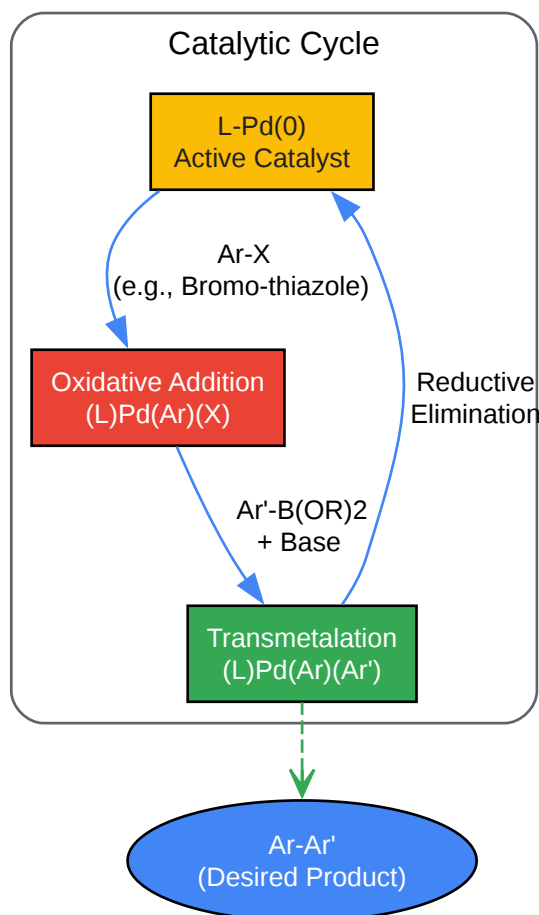 Catalytic Cycle
L-Pd(0)
Active Catalyst
Ar-X
(e.g., Bromo-thiazole)
Oxidative Addition
(L)Pd(Ar)(X)
Reductive
Elimination
Ar'-B(OR)2
+ Base
Transmetalation
(L)Pd(Ar)(Ar')
Ar-Ar'
(Desired Product)